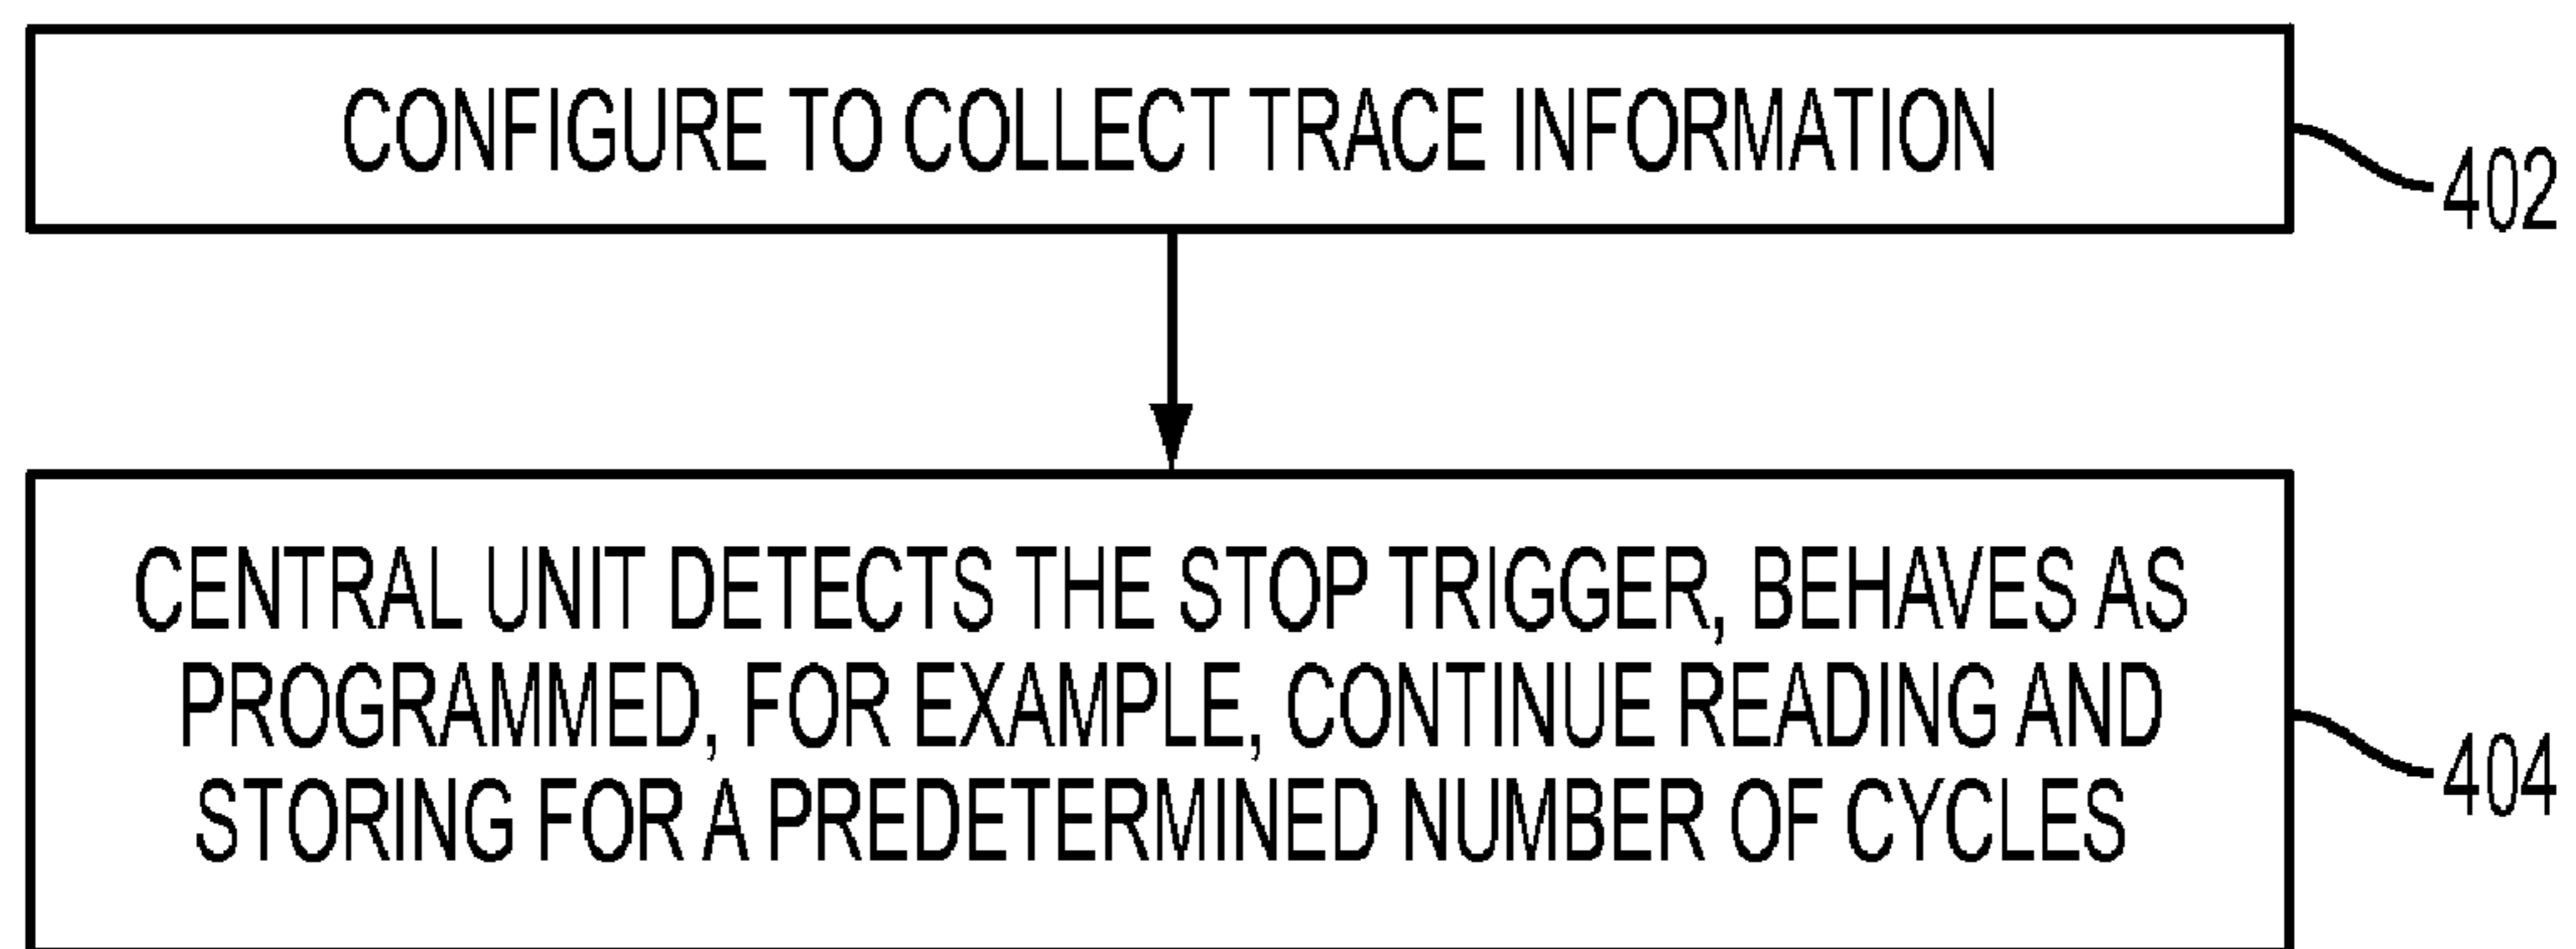 CONFIGURE TO COLLECT TRACE INFORMATION
402
CENTRAL UNIT DETECTS THE STOP TRIGGER, BEHAVES AS
PROGRAMMED, FOR EXAMPLE, CONTINUE READING AND
STORING FOR A PREDETERMINED NUMBER OF CYCLES
404